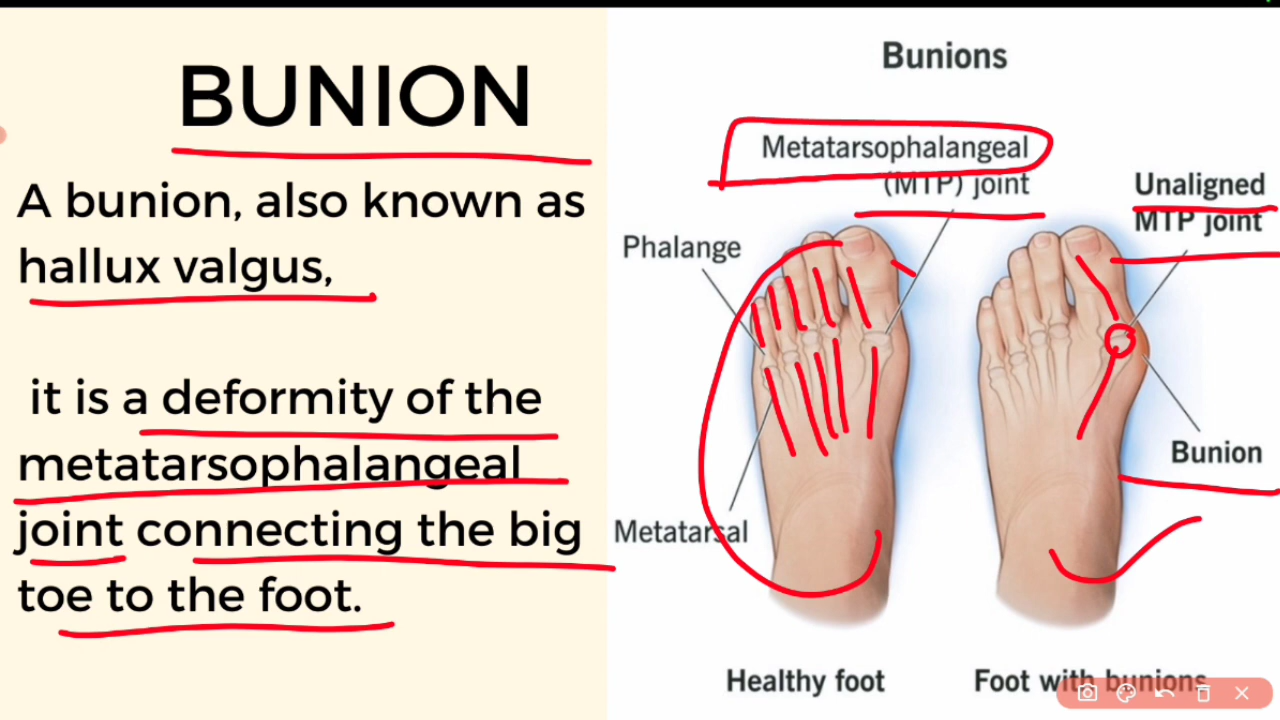 BUNION
A bunion, also known as
hallux valgus,
it is a deformity of the
metatarsophalangeal
joint connecting the big
toe to the foot.
Bunions
Metatarsophalangeal
(MTP) joint
Unaligned
MTP joint
Phalange
Bunion
Metatarsal
Healthy foot
Foot with bunions